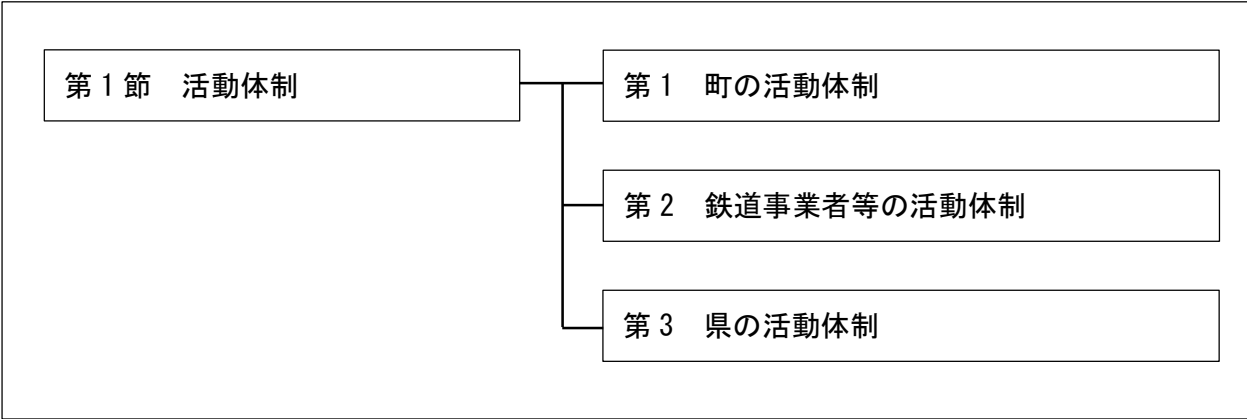 第1節　活動体制
第1　町の活動体制
第2　鉄道事業者等の活動体制
第3　県の活動体制